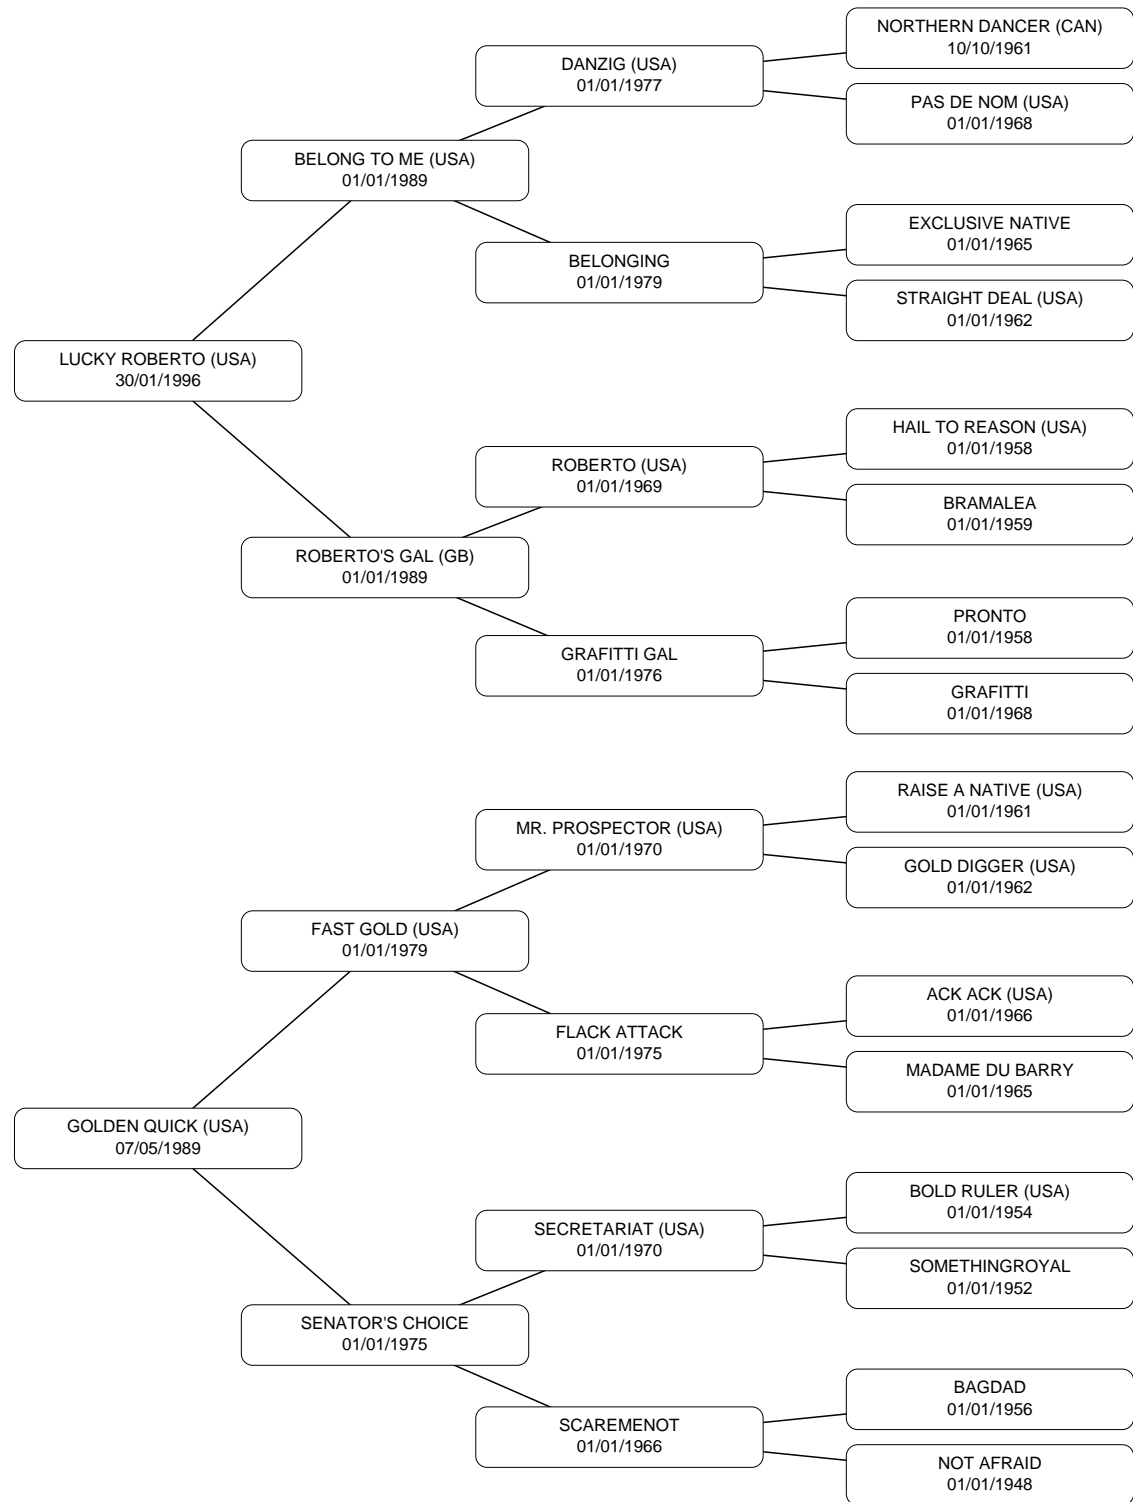 NORTHERN DANCER (CAN)
10/10/1961
DANZIG (USA)
01/01/1977
PAS DE NOM (USA)
01/01/1968
BELONG TO ME (USA)
01/01/1989
EXCLUSIVE NATIVE
01/01/1965
BELONGING
01/01/1979
STRAIGHT DEAL (USA)
01/01/1962
LUCKY ROBERTO (USA)
30/01/1996
HAIL TO REASON (USA)
01/01/1958
ROBERTO (USA)
01/01/1969
BRAMALEA
01/01/1959
ROBERTO'S GAL (GB)
01/01/1989
PRONTO
01/01/1958
GRAFITTI GAL
01/01/1976
GRAFITTI
01/01/1968
RAISE A NATIVE (USA)
01/01/1961
MR. PROSPECTOR (USA)
01/01/1970
GOLD DIGGER (USA)
01/01/1962
FAST GOLD (USA)
01/01/1979
ACK ACK (USA)
01/01/1966
FLACK ATTACK
01/01/1975
MADAME DU BARRY
01/01/1965
GOLDEN QUICK (USA)
07/05/1989
BOLD RULER (USA)
01/01/1954
SECRETARIAT (USA)
01/01/1970
SOMETHINGROYAL
01/01/1952
SENATOR'S CHOICE
01/01/1975
BAGDAD
01/01/1956
SCAREMENOT
01/01/1966
NOT AFRAID
01/01/1948